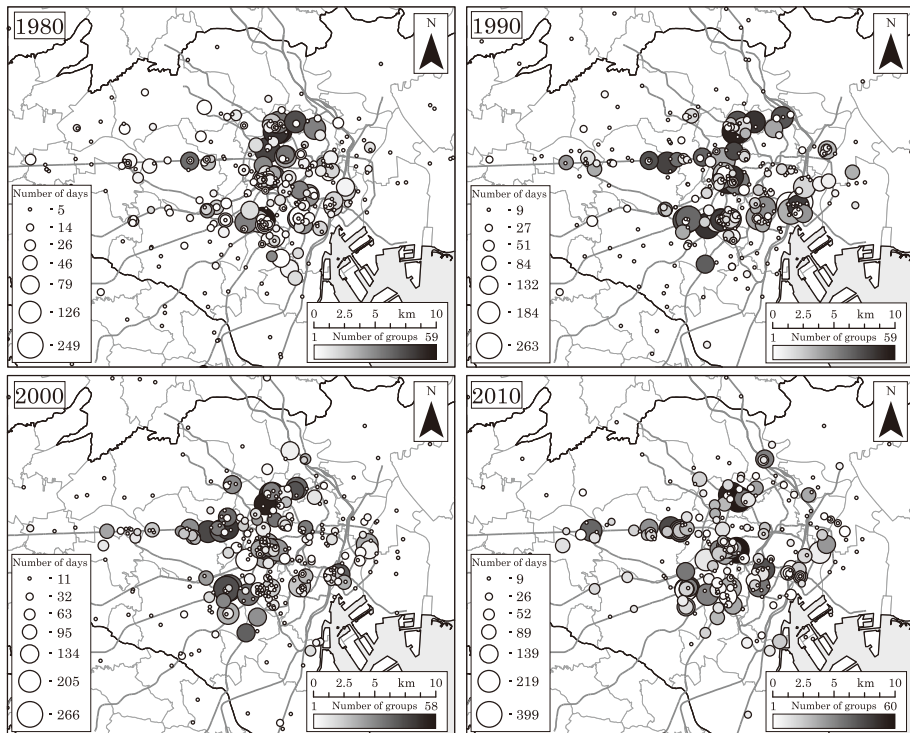 1980
N
Number of days
- 5
- 14
- 26
- 46
- 79
- 126
- 249
0 2.5 5 km 10
1 Number of groups 59
1990
N
Number of days
- 9
- 27
- 51
- 84
- 132
- 184
- 263
0 2.5 5 km 10
1 Number of groups 59
2000
N
Number of days
- 11
- 32
- 63
- 95
- 134
- 205
- 266
0 2.5 5 km 10
1 Number of groups 58
2010
N
Number of days
- 9
- 26
- 52
- 89
- 139
- 219
- 399
0 2.5 5 km 10
1 Number of groups 60